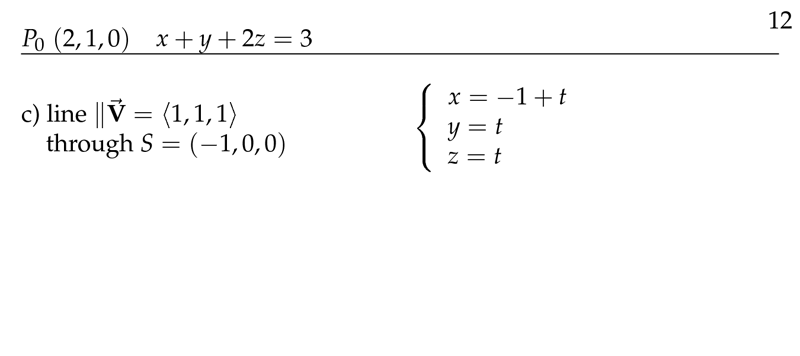 12
P₀ (2, 1, 0) x + y + 2z = 3
c) line ∥V⃗ = ⟨1, 1, 1⟩
through S = (−1, 0, 0)
{ x = −1 + t
y = t
z = t